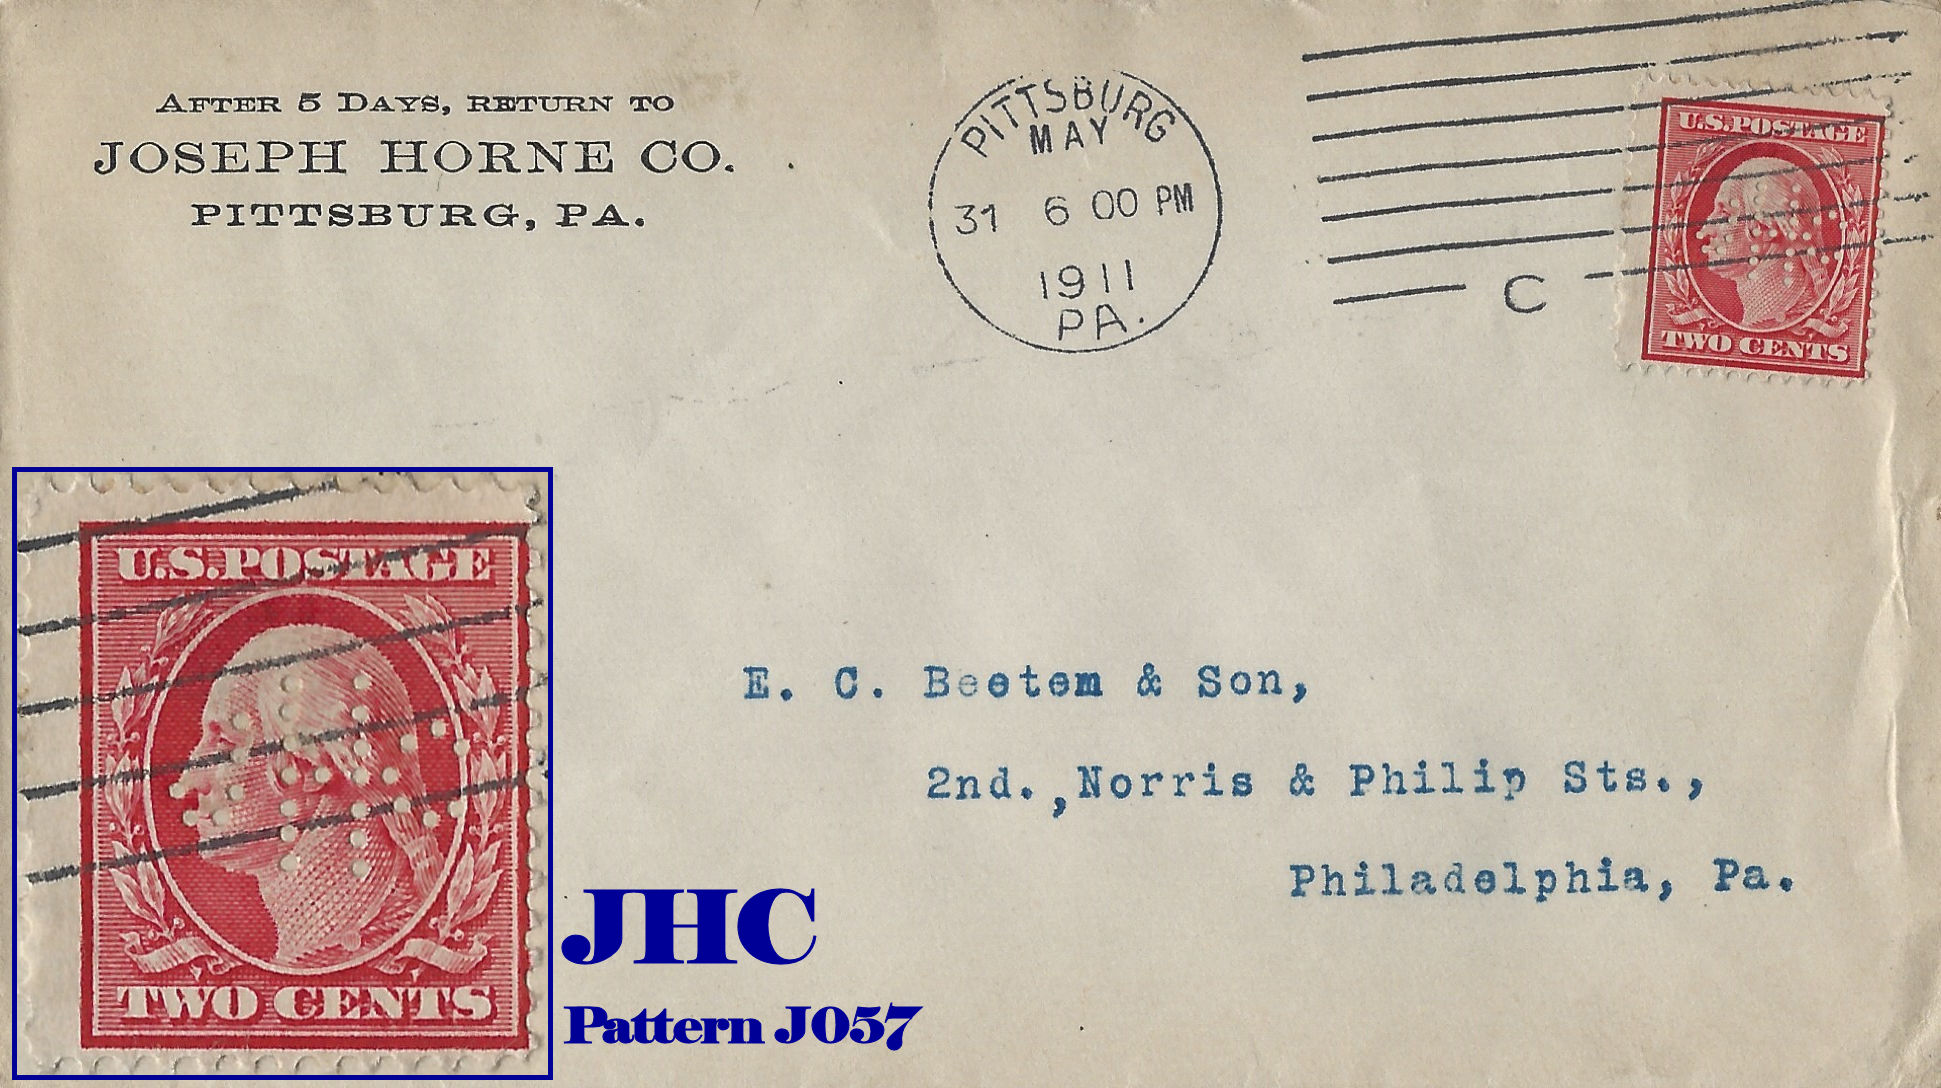 AFTER 5 DAYS, RETURN TO
JOSEPH HORNE CO.
PITTSBURG, PA.
PITTSBURG
MAY
31 6 00 PM
1911
PA.
C
U.S. POSTAGE
TWO CENTS
U.S. POSTAGE
TWO CENTS
E. C. Beetem & Son,
2nd.,Norris & Philip Sts.,
Philadelphia, Pa.
JHC
Pattern J057